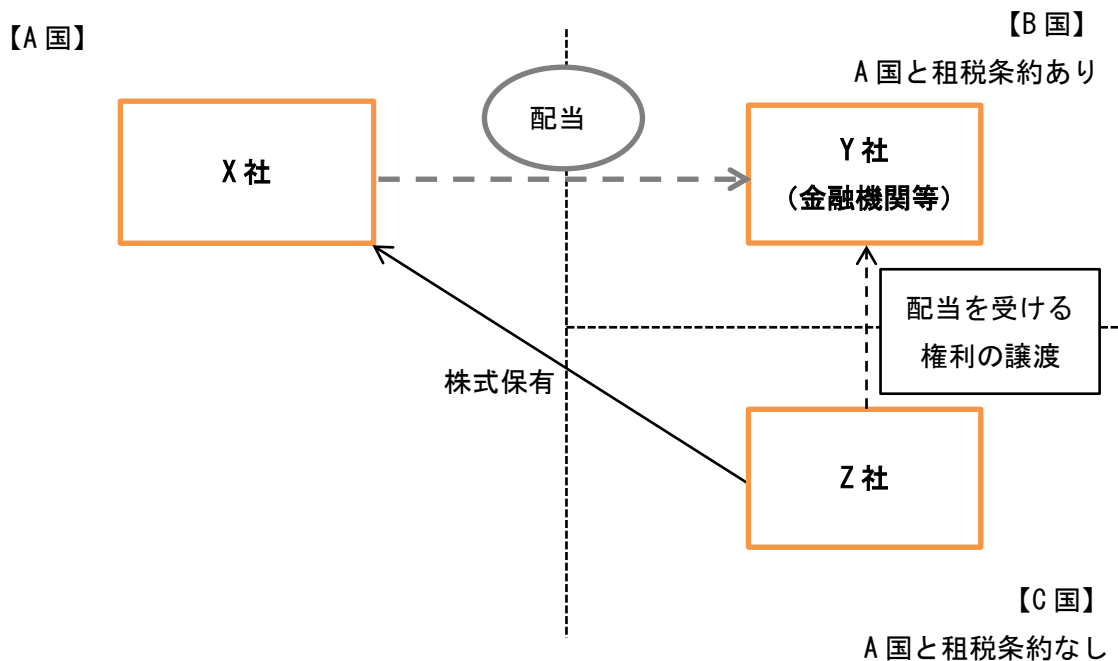 【A国】
【B国】
A国と租税条約あり
配当
X社
Y社
（金融機関等）
配当を受ける
権利の譲渡
株式保有
Z社
【C国】
A国と租税条約なし